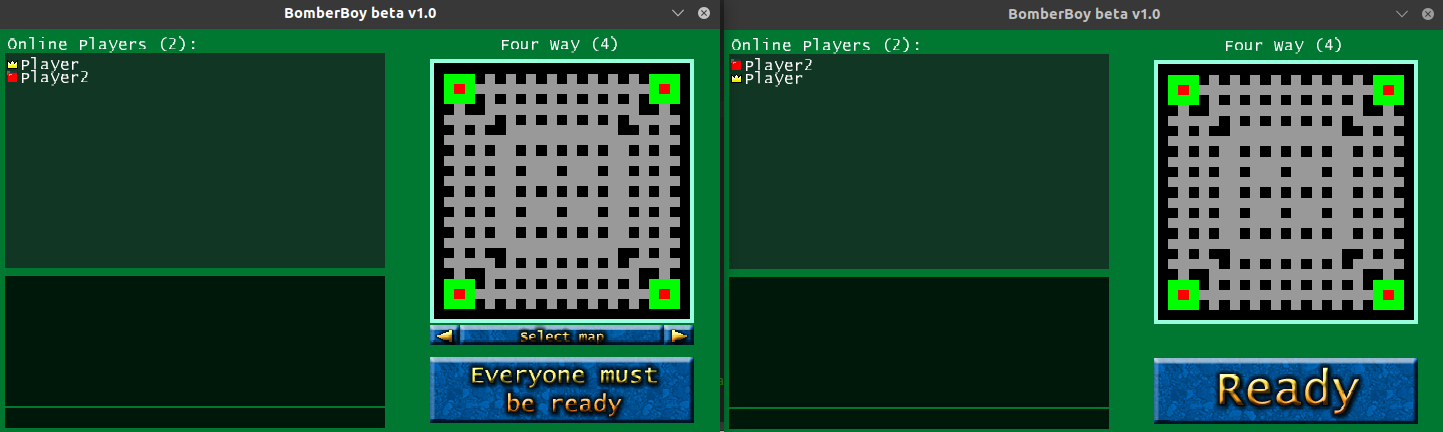 BomberBoy beta v1.0
Online Players (2):
Player
Player2
Four Way (4)
Select map
Everyone must
be ready
BomberBoy beta v1.0
Online Players (2):
Player2
Player
Four Way (4)
Ready